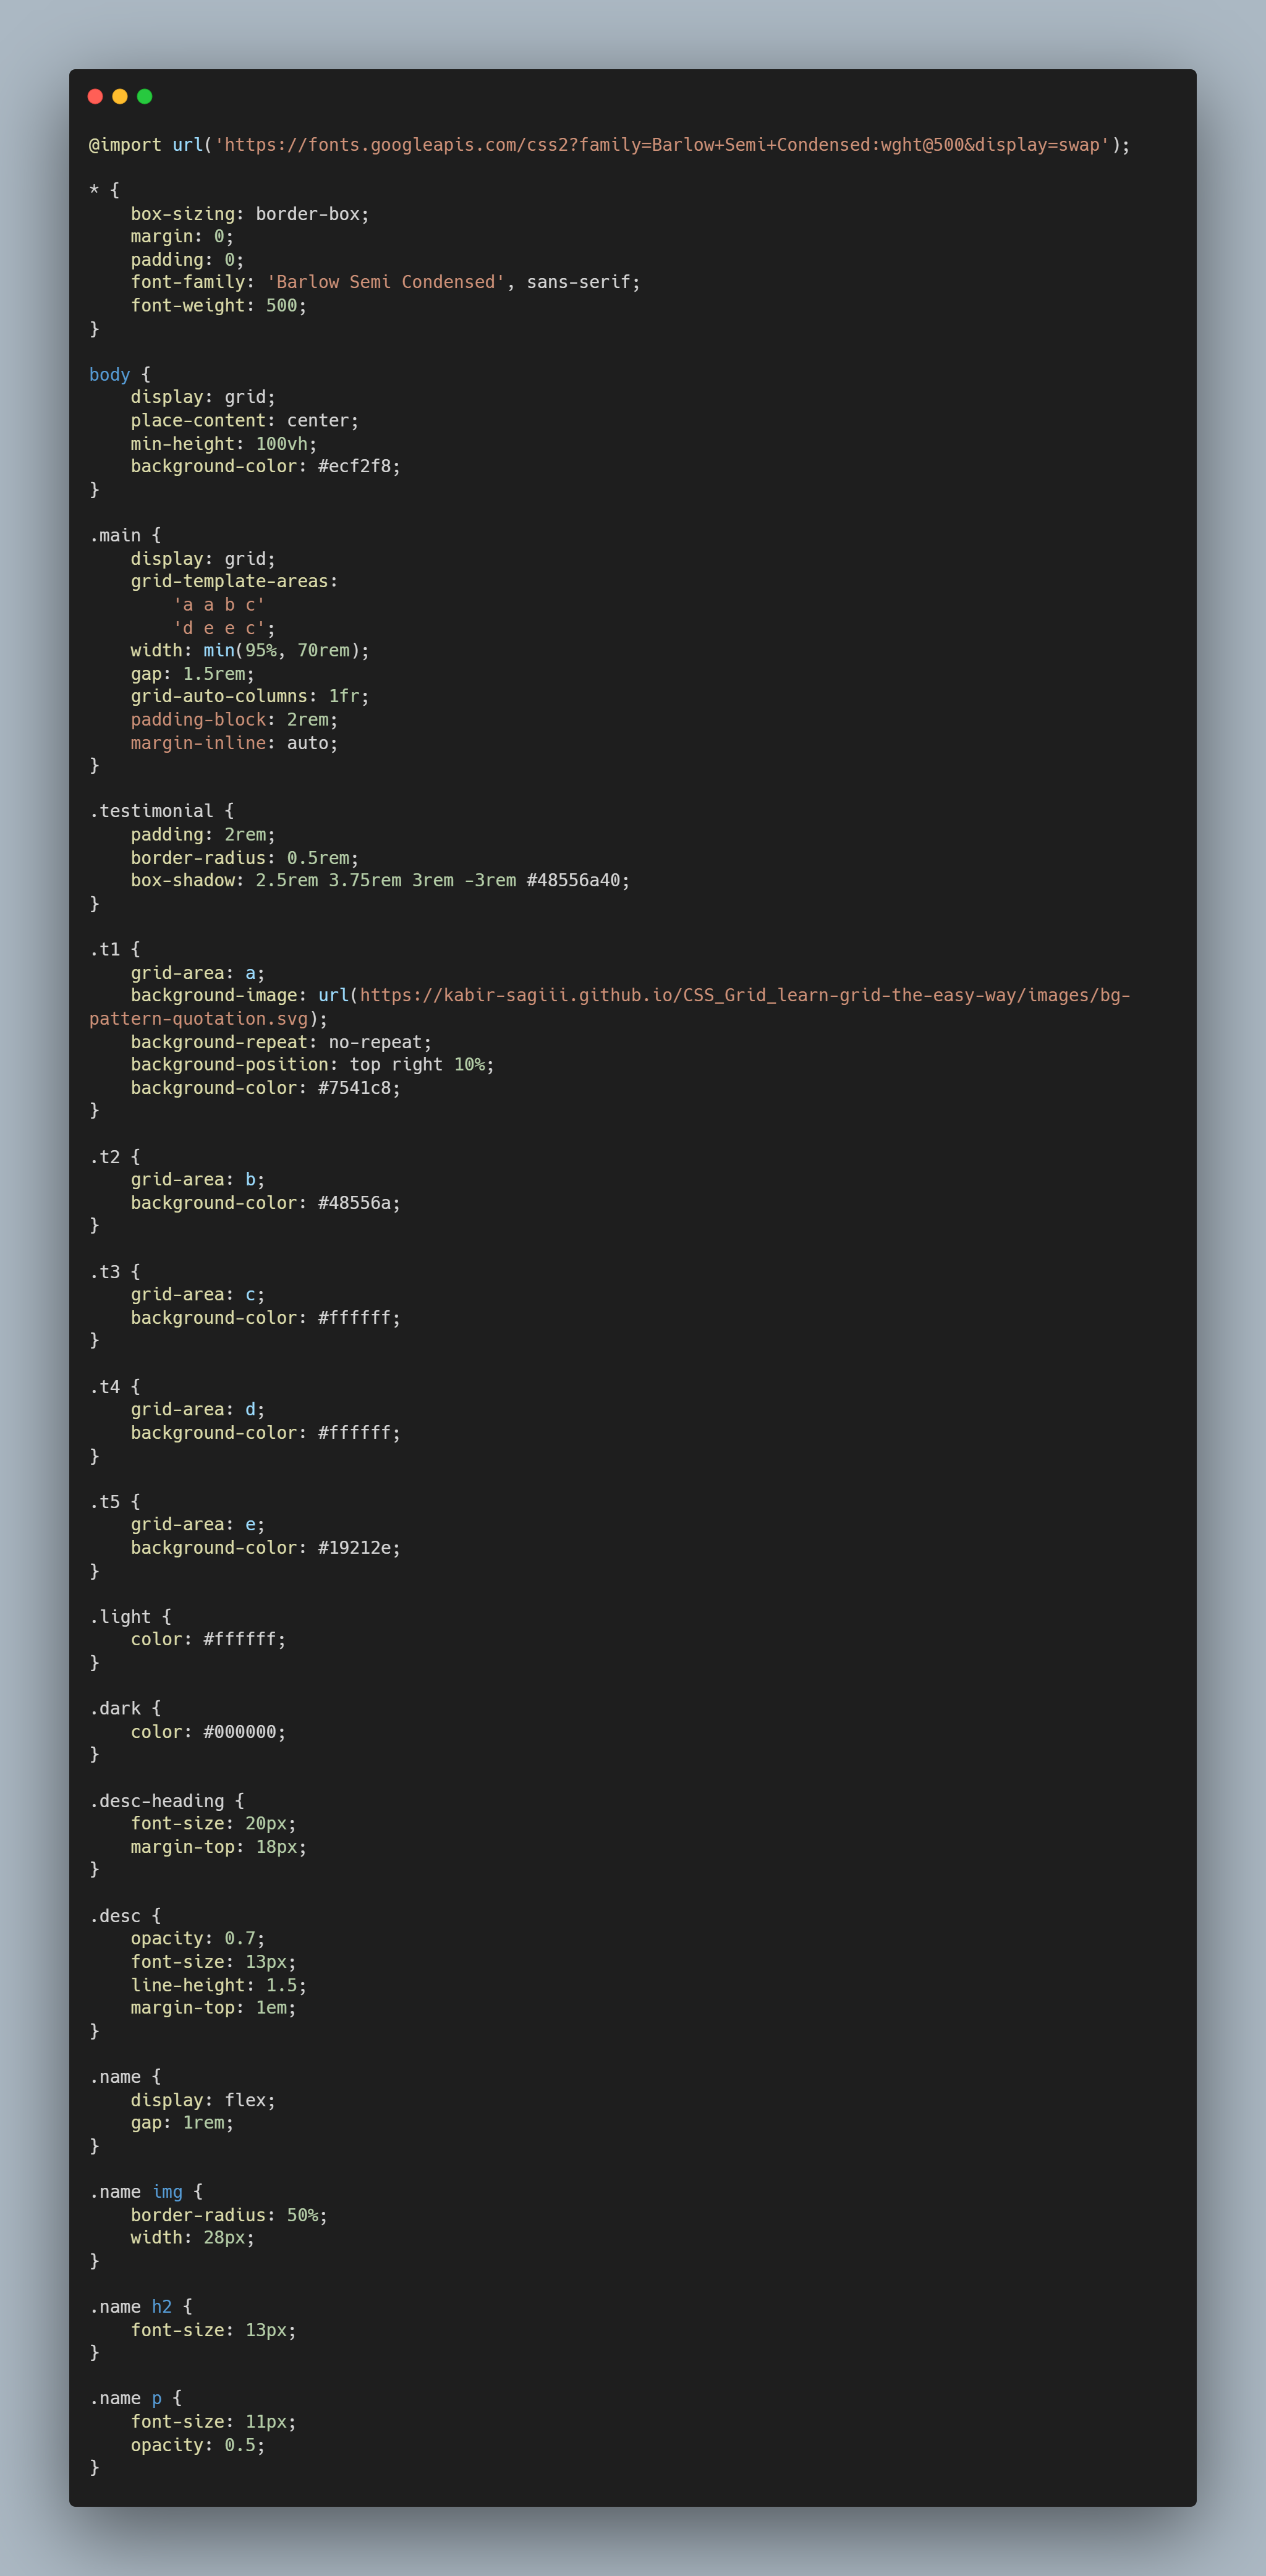 @import url('https://fonts.googleapis.com/css2?family=Barlow+Semi+Condensed:wght@500&display=swap');

* {
    box-sizing: border-box;
    margin: 0;
    padding: 0;
    font-family: 'Barlow Semi Condensed', sans-serif;
    font-weight: 500;
}

body {
    display: grid;
    place-content: center;
    min-height: 100vh;
    background-color: #ecf2f8;
}

.main {
    display: grid;
    grid-template-areas:
        'a a b c'
        'd e e c';
    width: min(95%, 70rem);
    gap: 1.5rem;
    grid-auto-columns: 1fr;
    padding-block: 2rem;
    margin-inline: auto;
}

.testimonial {
    padding: 2rem;
    border-radius: 0.5rem;
    box-shadow: 2.5rem 3.75rem 3rem -3rem #48556a40;
}

.t1 {
    grid-area: a;
    background-image: url(https://kabir-sagiii.github.io/CSS_Grid_learn-grid-the-easy-way/images/bg-
pattern-quotation.svg);
    background-repeat: no-repeat;
    background-position: top right 10%;
    background-color: #7541c8;
}

.t2 {
    grid-area: b;
    background-color: #48556a;
}

.t3 {
    grid-area: c;
    background-color: #ffffff;
}

.t4 {
    grid-area: d;
    background-color: #ffffff;
}

.t5 {
    grid-area: e;
    background-color: #19212e;
}

.light {
    color: #ffffff;
}

.dark {
    color: #000000;
}

.desc-heading {
    font-size: 20px;
    margin-top: 18px;
}

.desc {
    opacity: 0.7;
    font-size: 13px;
    line-height: 1.5;
    margin-top: 1em;
}

.name {
    display: flex;
    gap: 1rem;
}

.name img {
    border-radius: 50%;
    width: 28px;
}

.name h2 {
    font-size: 13px;
}

.name p {
    font-size: 11px;
    opacity: 0.5;
}